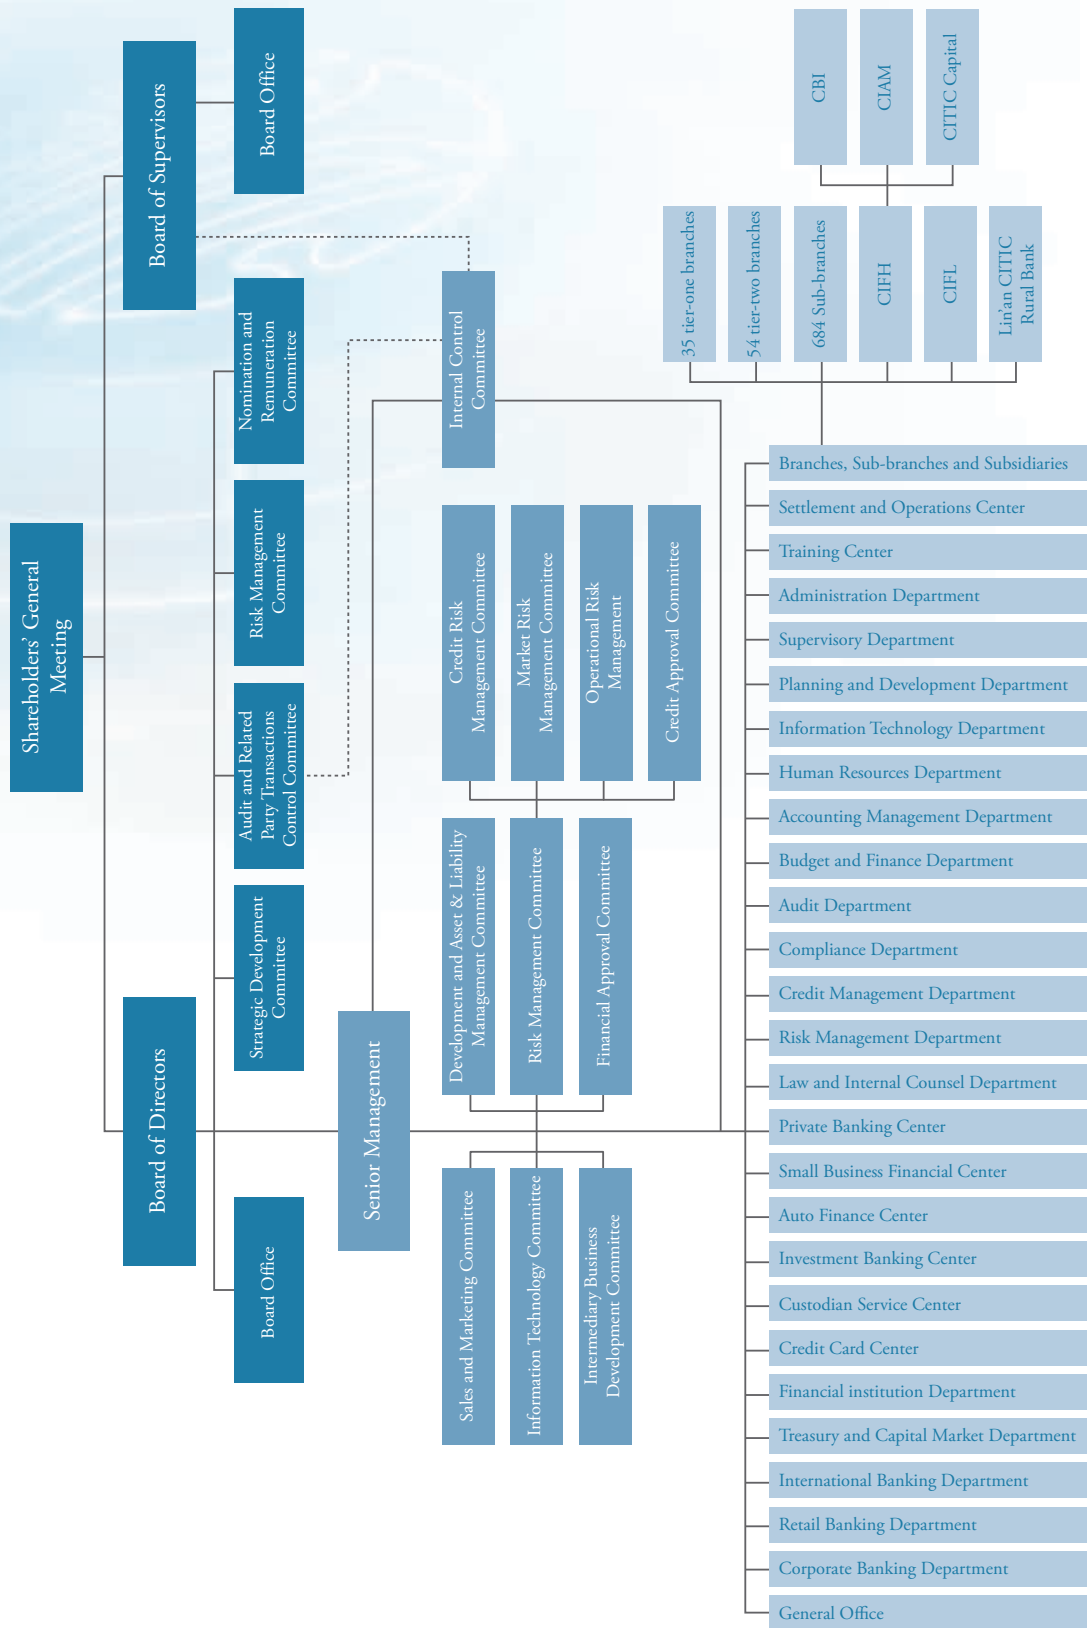 Shareholders’ General
Meeting
Board of Directors
Board of Supervisors
Board Office
Strategic Development
Committee
Audit and Related
Party Transactions
Control Committee
Risk Management
Committee
Nomination and
Remuneration
Committee
Board Office
Senior Management
Internal Control
Committee
Sales and Marketing Committee
Information Technology Committee
Intermediary Business
Development Committee
Development and Asset & Liability
Management Committee
Risk Management Committee
Financial Approval Committee
Credit Risk
Management Committee
Market Risk
Management Committee
Operational Risk
Management
Credit Approval Committee
CBI
CIAM
CITIC Capital
35 tier-one branches
54 tier-two branches
684 Sub-branches
CIFH
CIFL
Lin’an CITIC
Rural Bank
Branches, Sub-branches and Subsidiaries
Settlement and Operations Center
Training Center
Administration Department
Supervisory Department
Planning and Development Department
Information Technology Department
Human Resources Department
Accounting Management Department
Budget and Finance Department
Audit Department
Compliance Department
Credit Management Department
Risk Management Department
Law and Internal Counsel Department
Private Banking Center
Small Business Financial Center
Auto Finance Center
Investment Banking Center
Custodian Service Center
Credit Card Center
Financial institution Department
Treasury and Capital Market Department
International Banking Department
Retail Banking Department
Corporate Banking Department
General Office